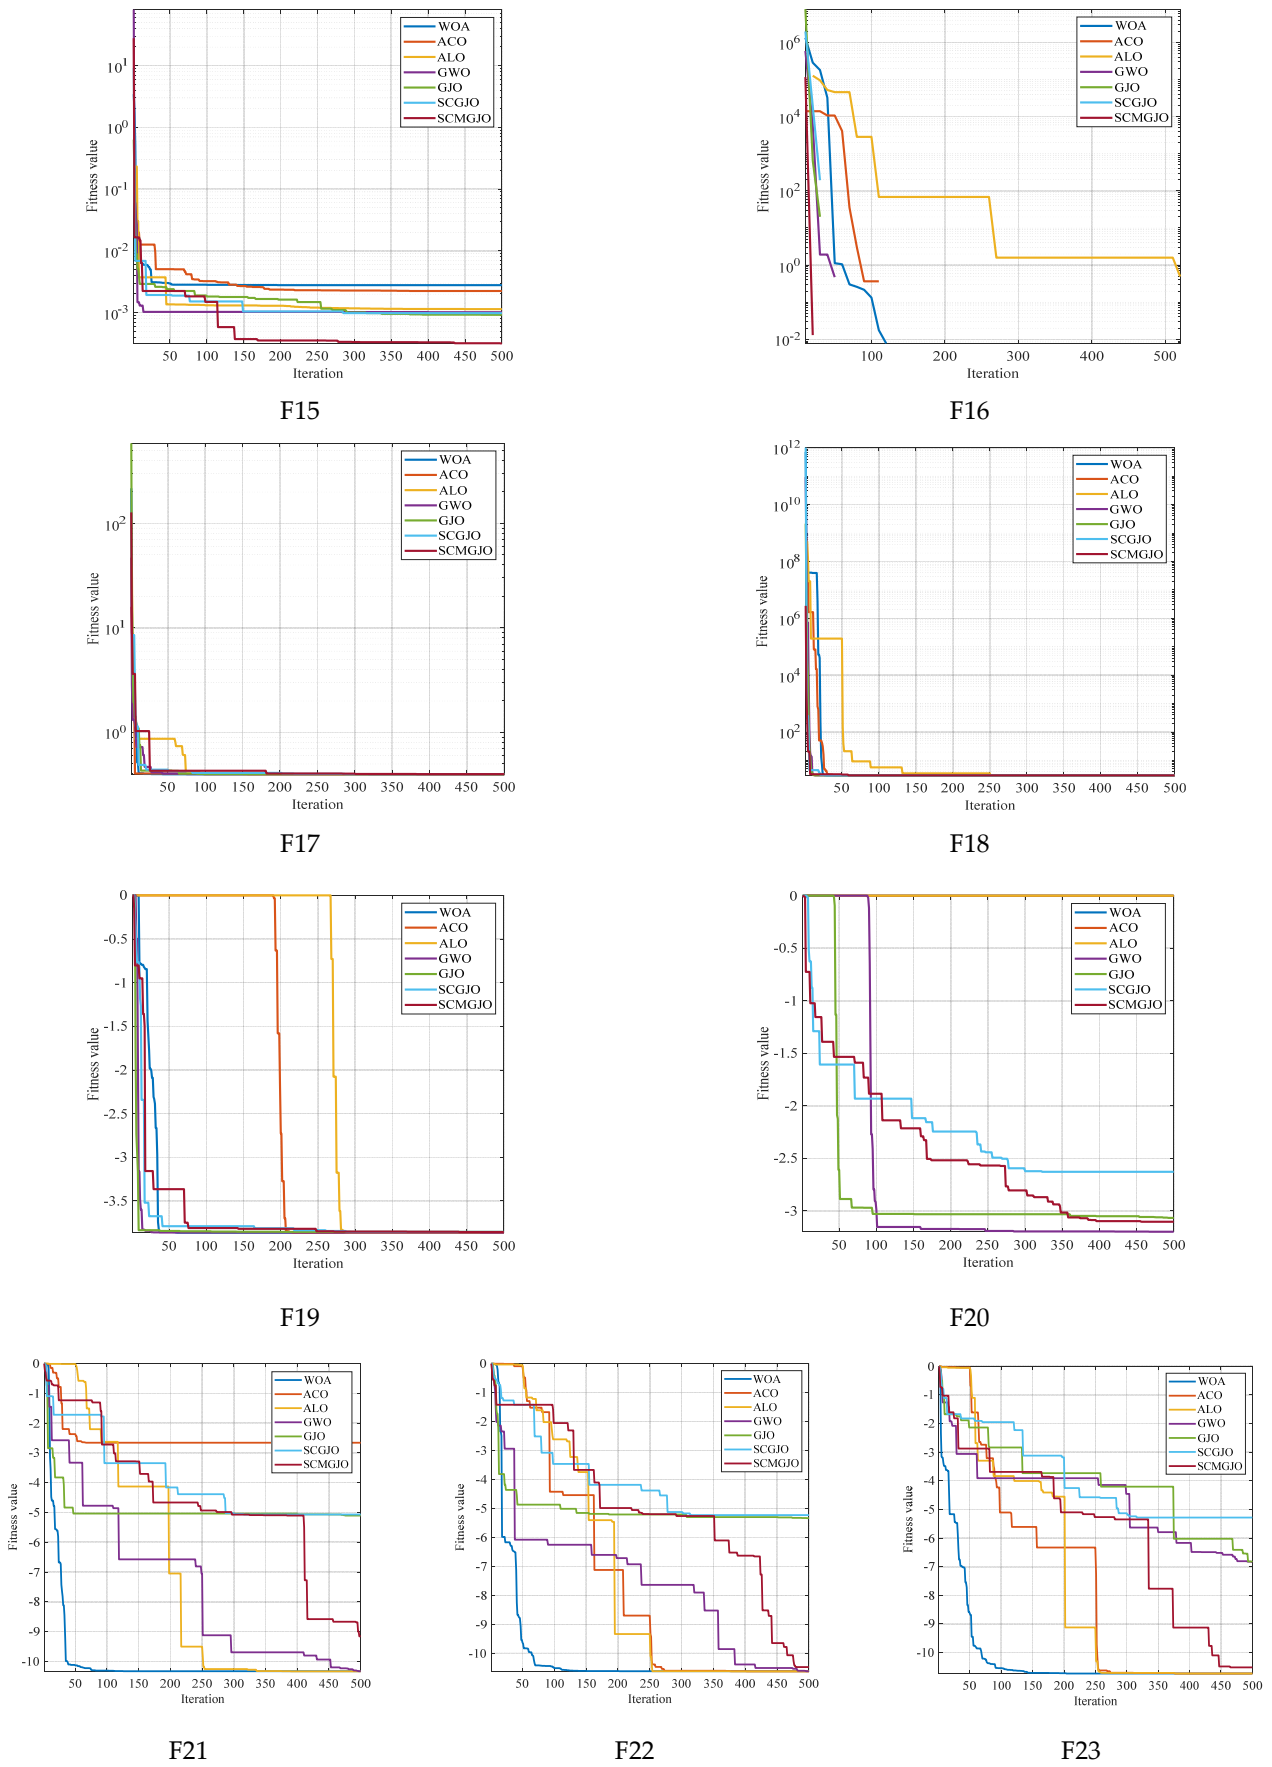 WOA
ACO
ALO
GWO
GJO
SCGJO
SCMGJO
10^1
10^0
10^-1
10^-2
10^-3
Fitness value
50 100 150 200 250 300 350 400 450 500
Iteration
F15
WOA
ACO
ALO
GWO
GJO
SCGJO
SCMGJO
10^6
10^4
10^2
10^0
10^-2
Fitness value
100 300 400 500
Iteration
F16
WOA
ACO
ALO
GWO
GJO
SCGJO
SCMGJO
10^2
10^1
10^0
Fitness value
50 100 150 200 250 300 350 400 450 500
Iteration
F17
WOA
ACO
ALO
GWO
GJO
SCGJO
SCMGJO
10^12
10^10
10^8
10^6
10^4
10^2
Fitness value
50 100 150 200 250 300 350 400 450 500
Iteration
F18
WOA
ACO
ALO
GWO
GJO
SCGJO
SCMGJO
0
-0.5
-1
-1.5
-2
-2.5
-3
-3.5
Fitness value
50 100 150 200 250 300 350 400 450 500
Iteration
F19
WOA
ACO
ALO
GWO
GJO
SCGJO
SCMGJO
0
-0.5
-1
-1.5
-2
-2.5
-3
Fitness value
50 100 150 200 250 300 350 400 450 500
Iteration
F20
WOA
ACO
ALO
GWO
GJO
SCGJO
SCMGJO
0
-1
-2
-3
-4
-5
-6
-7
-8
-9
-10
Fitness value
50 100 150 200 250 300 350 400 450 500
Iteration
F21
WOA
ACO
ALO
GWO
GJO
SCGJO
SCMGJO
0
-1
-2
-3
-4
-5
-6
-7
-8
-9
-10
Fitness value
50 100 150 200 250 300 350 400 450 500
Iteration
F22
WOA
ACO
ALO
GWO
GJO
SCGJO
SCMGJO
0
-1
-2
-3
-4
-5
-6
-7
-8
-9
-10
Fitness value
50 100 150 200 250 300 350 400 450 500
Iteration
F23